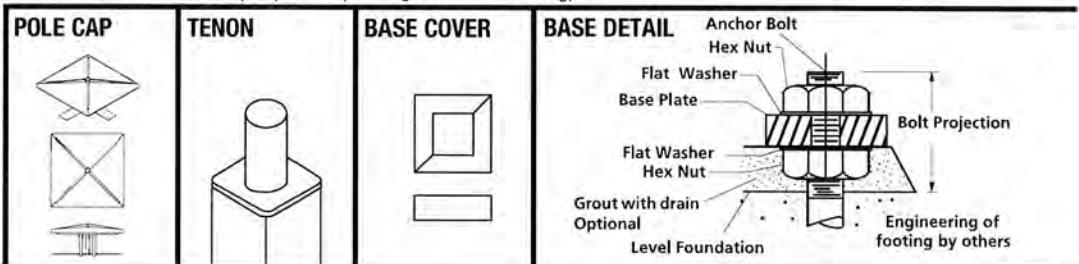 POLE CAP
TENON
BASE COVER
BASE DETAIL
Anchor Bolt
Hex Nut
Flat Washer
Base Plate
Bolt Projection
Flat Washer
Hex Nut
Grout with drain
Optional
Level Foundation
Engineering of
footing by others